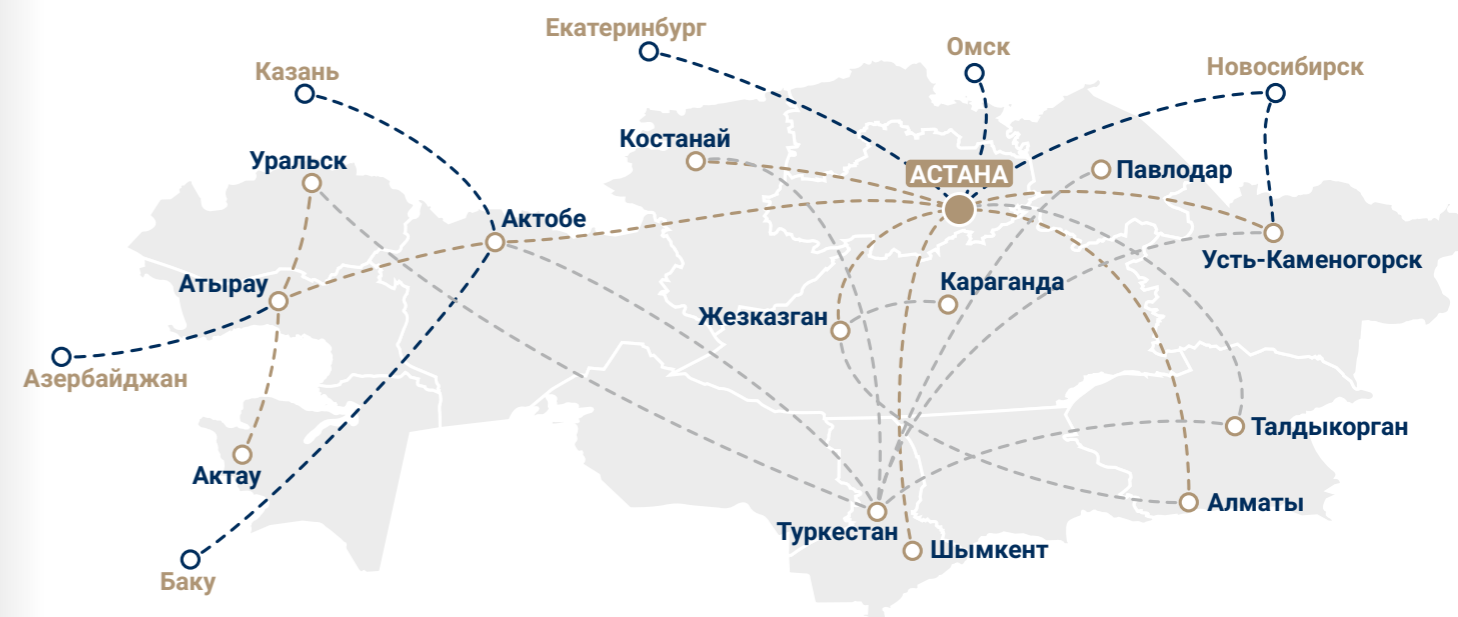 Екатеринбург
Омск
Новосибирск
Казань
Костанай
Уральск
АСТАНА
Павлодар
Актобе
Усть-Каменогорск
Атырау
Караганда
Жезказган
Азербайджан
Талдыкорган
Актау
Алматы
Туркестан
Шымкент
Баку